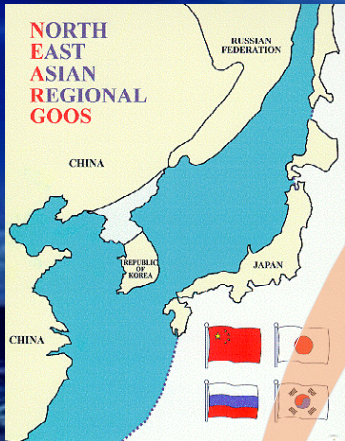 NORTH
EAST
ASIAN
REGIONAL
GOOS
RUSSIAN
FEDERATION
CHINA
REPUBLIC
OF
KOREA
JAPAN
CHINA